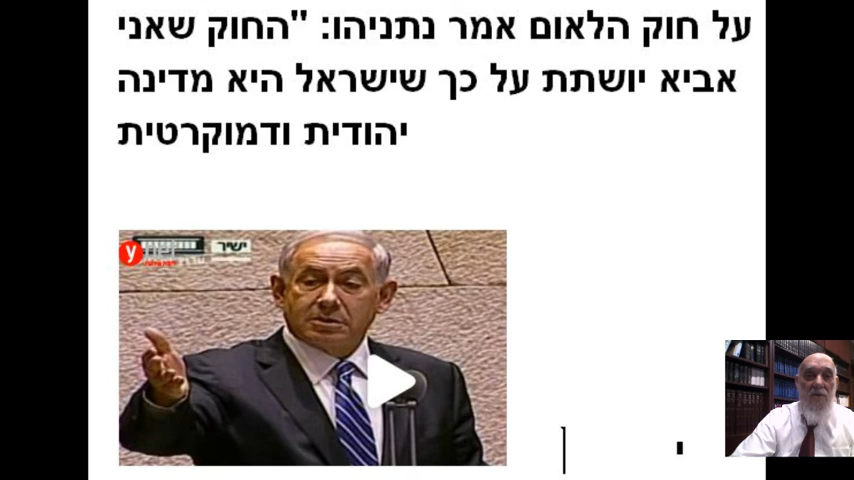 על חוק הלאום אמר נתניהו: "החוק שאני
אביא יושתת על כך שישראל היא מדינה
יהודית ודמוקרטית
ישיר
y
י